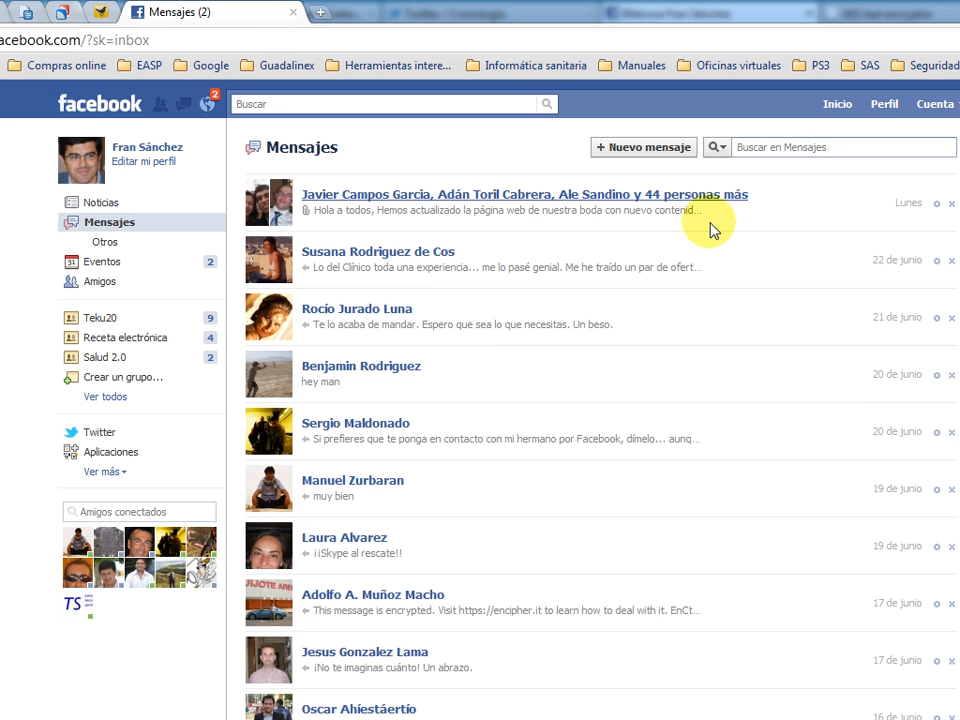 Mensajes (2)
acebook.com/?sk=inbox
Compras online EASP Google Guadalinex Herramientas intere... Informática sanitaria Manuales Oficinas virtuales PS3 SAS Seguridad
facebook 2 Buscar Inicio Perfil Cuenta
Fran Sánchez
Editar mi perfil
Noticias
Mensajes
Otros
Eventos 2
Amigos
Teku20 9
Receta electrónica 4
Salud 2.0 2
Crear un grupo...
Ver todos
Twitter
Aplicaciones
Ver más
Amigos conectados
TS
Mensajes
+ Nuevo mensaje
Buscar en Mensajes
Javier Campos Garcia, Adán Toril Cabrera, Ale Sandino y 44 personas más
Hola a todos, Hemos actualizado la página web de nuestra boda con nuevo contenid...
Lunes
Susana Rodriguez de Cos
Lo del Clínico toda una experiencia... me lo pasé genial. Me he traído un par de ofert...
22 de junio
Rocío Jurado Luna
Te lo acaba de mandar. Espero que sea lo que necesitas. Un beso.
21 de junio
Benjamin Rodriguez
hey man
20 de junio
Sergio Maldonado
Si prefieres que te ponga en contacto con mi hermano por Facebook, dímelo... aunq...
20 de junio
Manuel Zurbaran
muy bien
19 de junio
Laura Alvarez
¡¡Skype al rescate!!
19 de junio
Adolfo A. Muñoz Macho
This message is encrypted. Visit https://encipher.it to learn how to deal with it. EnCt...
17 de junio
Jesus Gonzalez Lama
¡No te imaginas cuánto! Un abrazo.
17 de junio
Oscar Ahiestáertío
16 de junio